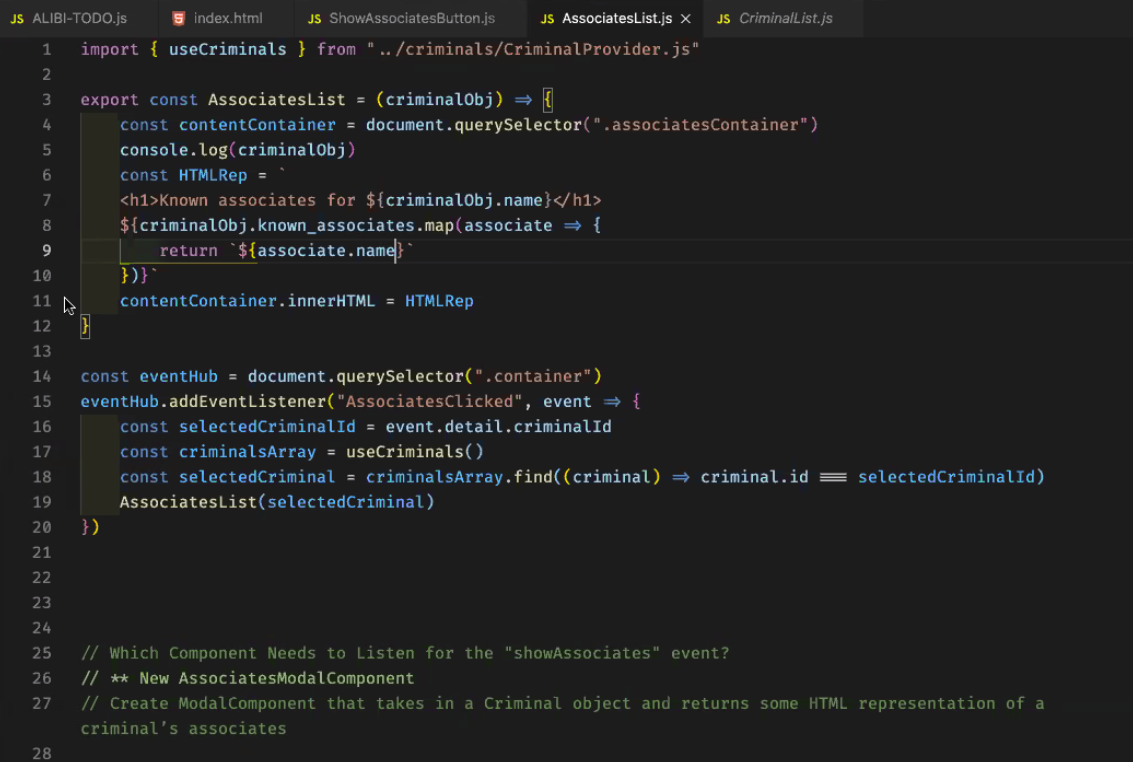 JS ALIBI-TODO.js
index.html
JS ShowAssociatesButton.js
JS AssociatesList.js ×
JS CriminalList.js
1 import { useCriminals } from "../criminals/CriminalProvider.js"
2
3 export const AssociatesList = (criminalObj) => {
4 const contentContainer = document.querySelector(".associatesContainer")
5 console.log(criminalObj)
6 const HTMLRep = `
7 <h1>Known associates for ${criminalObj.name}</h1>
8 ${criminalObj.known_associates.map(associate => {
9 return `${associate.name}`
10 })}`
11 contentContainer.innerHTML = HTMLRep
12 }
13
14 const eventHub = document.querySelector(".container")
15 eventHub.addEventListener("AssociatesClicked", event => {
16 const selectedCriminalId = event.detail.criminalId
17 const criminalsArray = useCriminals()
18 const selectedCriminal = criminalsArray.find((criminal) => criminal.id === selectedCriminalId)
19 AssociatesList(selectedCriminal)
20 })
21
22
23
24
25 // Which Component Needs to Listen for the "showAssociates" event?
26 // ** New AssociatesModalComponent
27 // Create ModalComponent that takes in a Criminal object and returns some HTML representation of a
criminal's associates
28